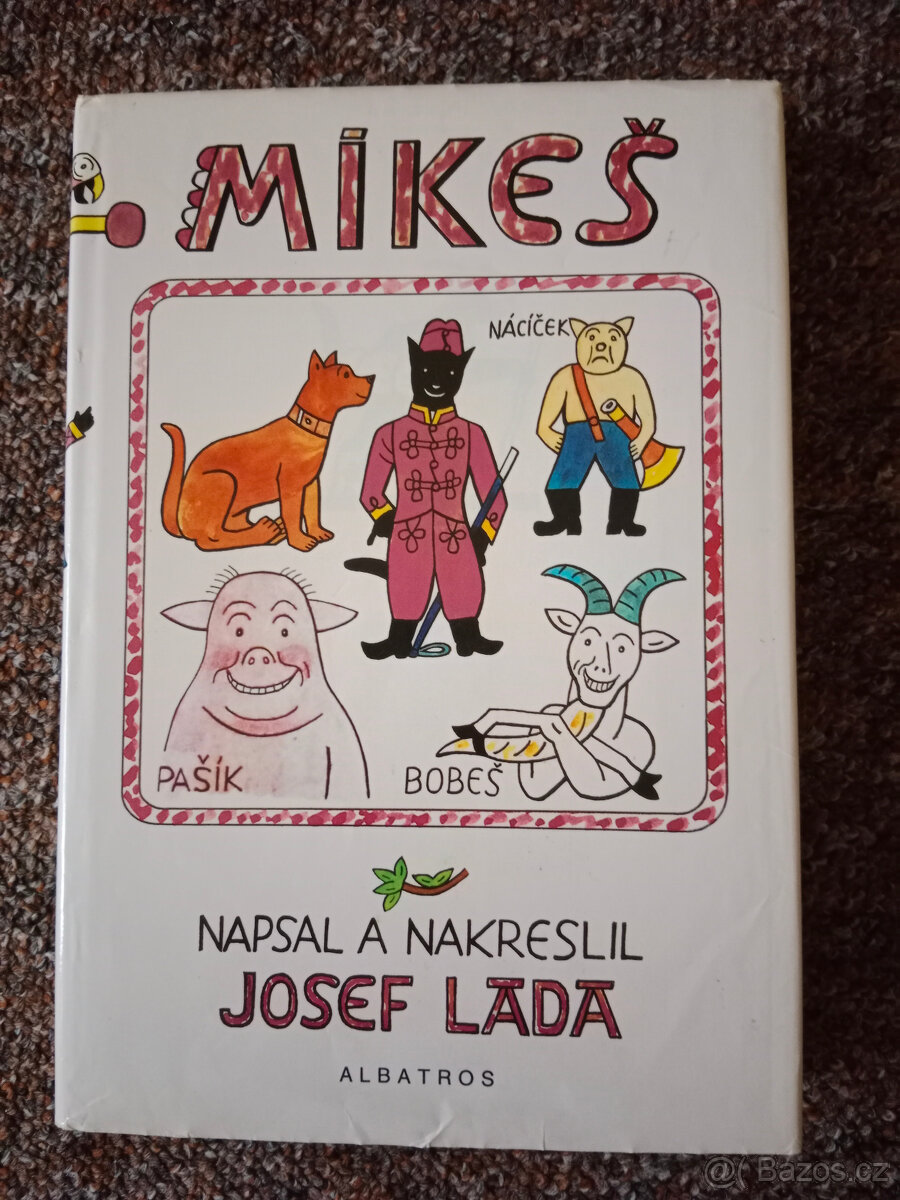 MÍKEŠ
NÁCÍČEK
PAŠÍK
BOBEŠ
NAPSAL A NAKRESLIL
JOSEF LADA
ALBATROS
@( Bazos.cz